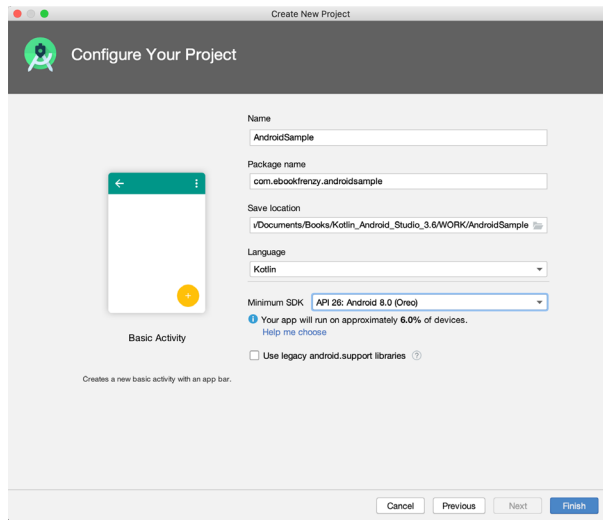 Create New Project
Configure Your Project
Name
AndroidSample
Package name
com.ebookfrenzy.androidsample
Save location
/Documents/Books/Kotlin_Android_Studio_3.6/WORK/AndroidSample
Language
Kotlin
Minimum SDK API 26: Android 8.0 (Oreo)
Your app will run on approximately 6.0% of devices.
Help me choose
Use legacy android.support libraries ?
Basic Activity
Creates a new basic activity with an app bar.
Cancel Previous Next Finish